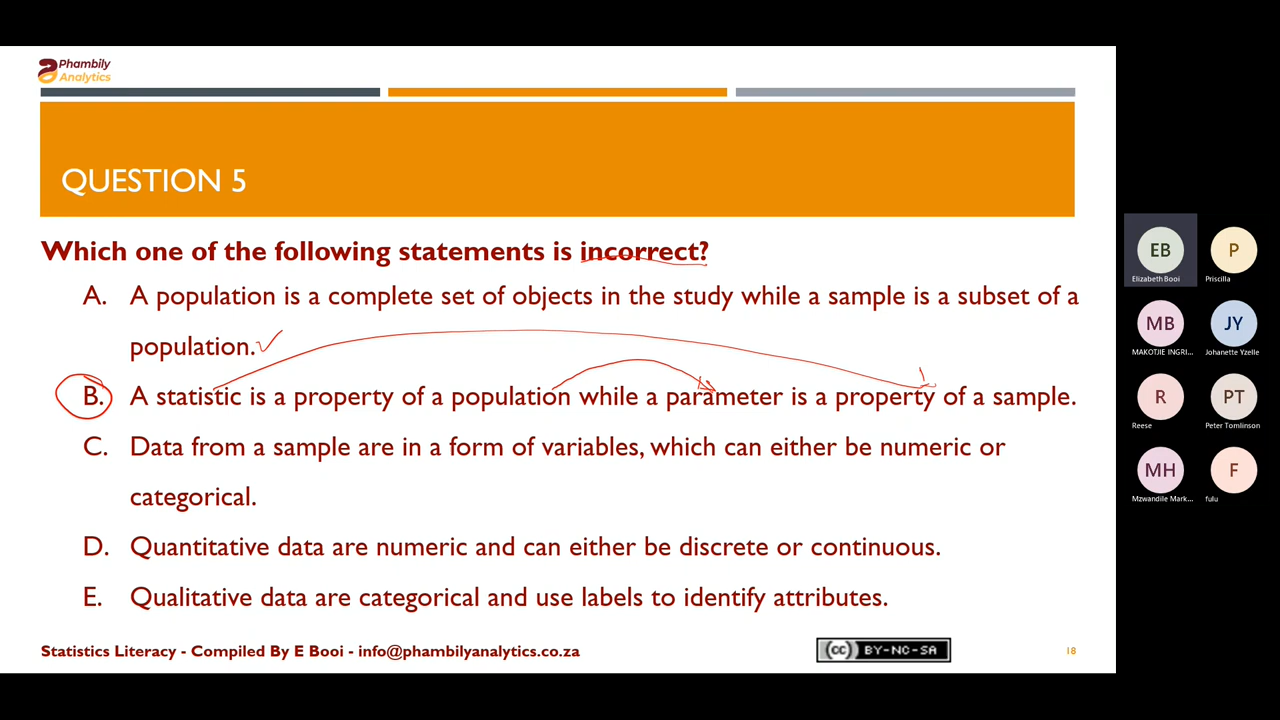 Phambily
Analytics
QUESTION 5
Which one of the following statements is incorrect?
A. A population is a complete set of objects in the study while a sample is a subset of a
population.
B. A statistic is a property of a population while a parameter is a property of a sample.
C. Data from a sample are in a form of variables, which can either be numeric or
categorical.
D. Quantitative data are numeric and can either be discrete or continuous.
E. Qualitative data are categorical and use labels to identify attributes.
Statistics Literacy - Compiled By E Booi - info@phambilyanalytics.co.za
cc BY-NC-SA
18
EB
Elizabeth Booi
P
Priscilla
MB
MAKOTJIE INGRI...
JY
Johanette Yzelle
R
Reese
PT
Peter Tomlinson
MH
Mzwandile Mark...
F
fulu